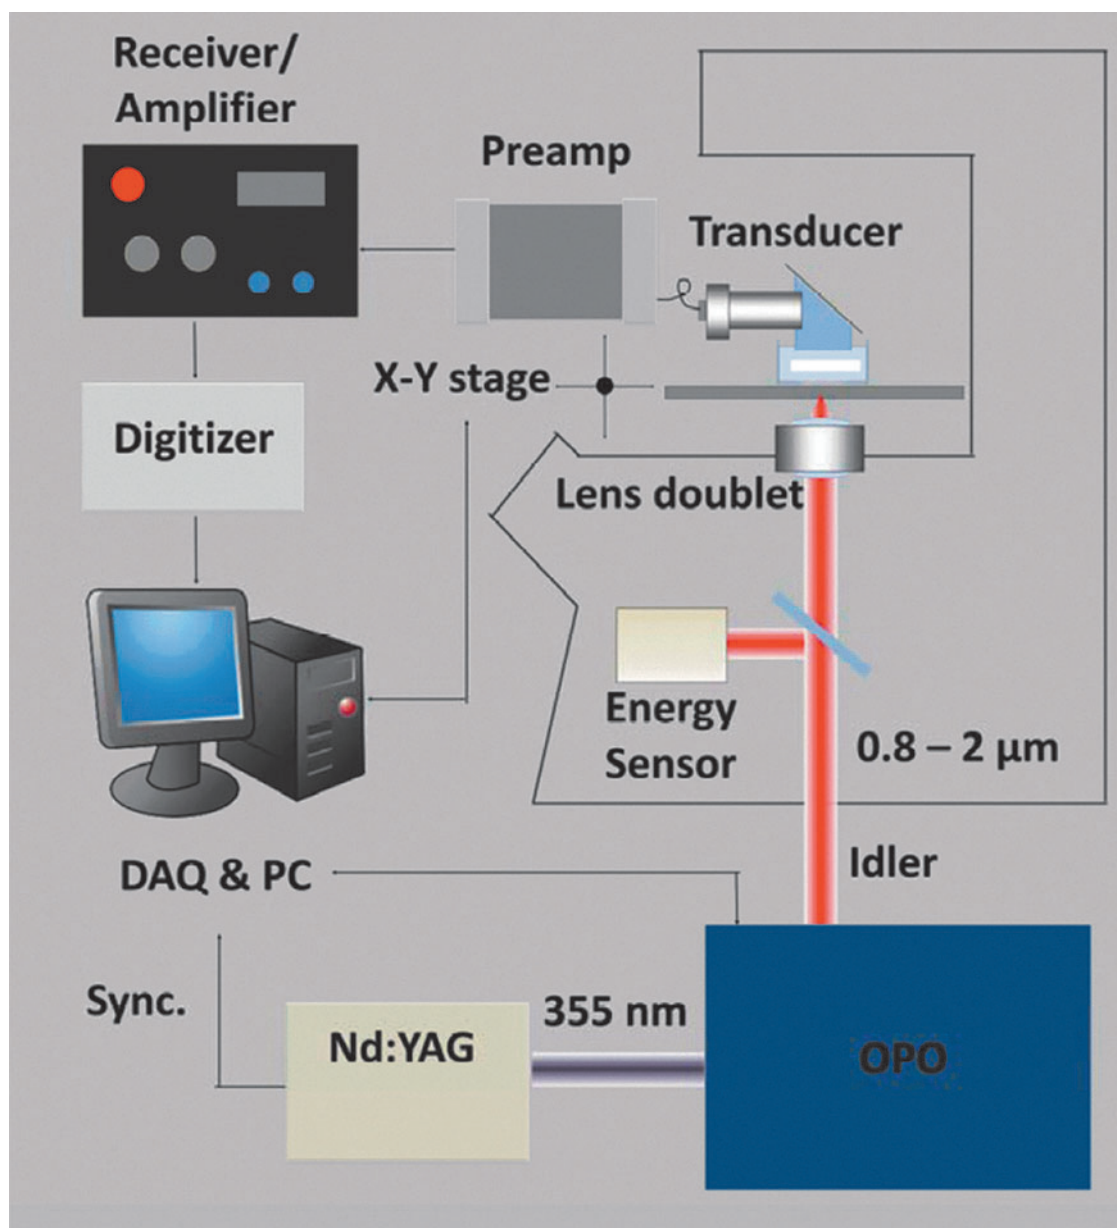 Receiver/
Amplifier
Preamp
Transducer
X-Y stage
Digitizer
Lens doublet
Energy
Sensor
0.8 – 2 μm
Idler
DAQ & PC
Sync.
355 nm
Nd:YAG
OPO